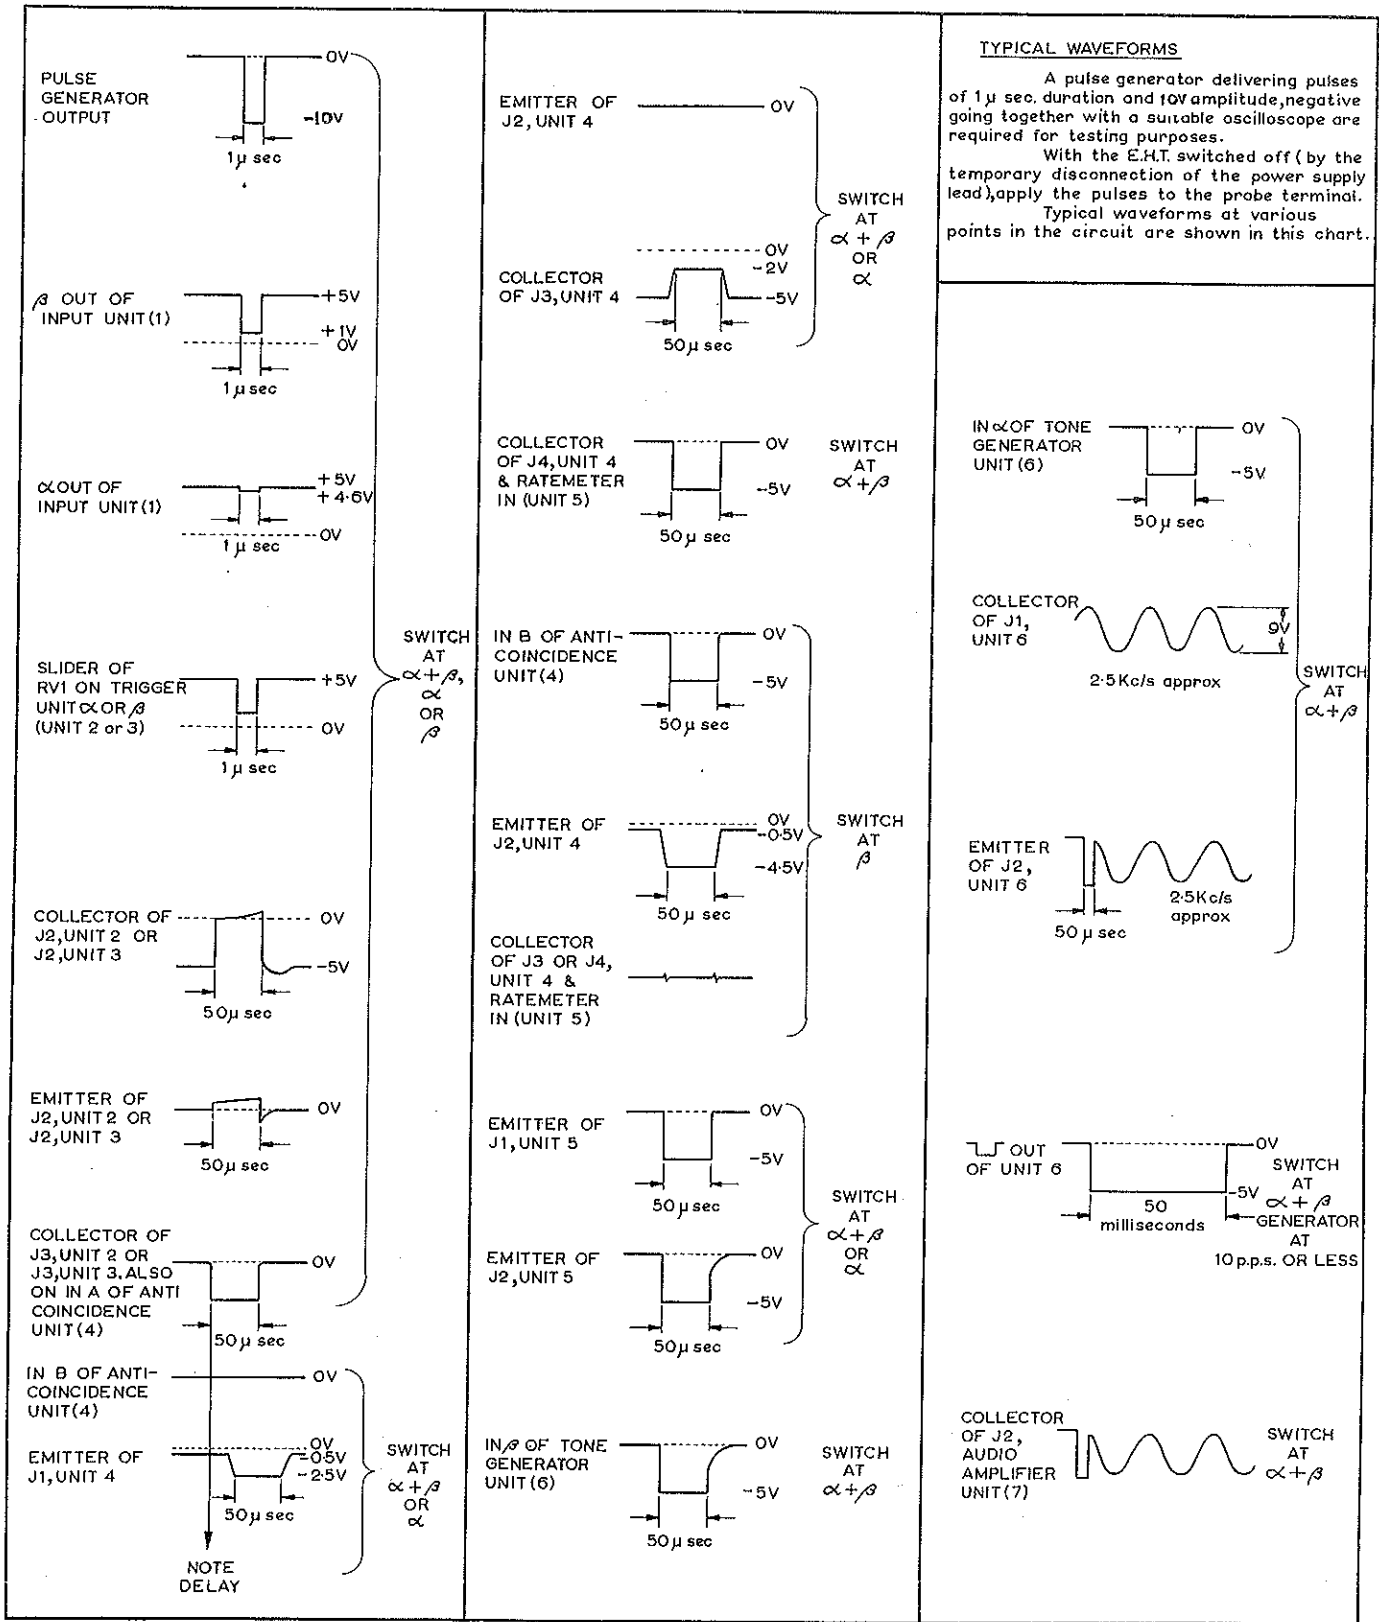 PULSE
GENERATOR
OUTPUT
0V
-10V
1μ sec
β OUT OF
INPUT UNIT(1)
+5V
+1V
0V
1μ sec
∝ OUT OF
INPUT UNIT(1)
+5V
+4·6V
0V
1μ sec
SLIDER OF
RV1 ON TRIGGER
UNIT ∝ OR β
(UNIT 2 or 3)
+5V
0V
1μ sec
SWITCH
AT
∝+β,
∝
OR
β
COLLECTOR OF
J2,UNIT 2 OR
J2,UNIT 3
0V
-5V
50μ sec
EMITTER OF
J2,UNIT 2 OR
J2,UNIT 3
0V
50μ sec
COLLECTOR OF
J3,UNIT 2 OR
J3,UNIT 3.ALSO
ON IN A OF ANTI
COINCIDENCE
UNIT(4)
0V
50μ sec
IN B OF ANTI-
COINCIDENCE
UNIT(4)
0V
EMITTER OF
J1,UNIT 4
0V
-0·5V
-2·5V
50μ sec
SWITCH
AT
∝+β
OR
∝
NOTE
DELAY
EMITTER OF
J2, UNIT 4
0V
COLLECTOR
OF J3,UNIT 4
0V
-2V
-5V
50μ sec
SWITCH
AT
∝+β
OR
∝
COLLECTOR
OF J4,UNIT 4
& RATEMETER
IN (UNIT 5)
0V
-5V
50μ sec
SWITCH
AT
∝+β
IN B OF ANTI-
COINCIDENCE
UNIT(4)
0V
-5V
50μ sec
EMITTER OF
J2,UNIT 4
0V
-0·5V
-4·5V
50μ sec
SWITCH
AT
β
COLLECTOR
OF J3 OR J4,
UNIT 4 &
RATEMETER
IN (UNIT 5)
EMITTER OF
J1,UNIT 5
0V
-5V
50μ sec
EMITTER OF
J2,UNIT 5
0V
-5V
50μ sec
SWITCH
AT
∝+β
OR
∝
IN β OF TONE
GENERATOR
UNIT(6)
0V
-5V
50μ sec
SWITCH
AT
∝+β
TYPICAL WAVEFORMS
A pulse generator delivering pulses
of 1μ sec. duration and 10V amplitude,negative
going together with a suitable oscilloscope are
required for testing purposes.
With the E.H.T. switched off (by the
temporary disconnection of the power supply
lead),apply the pulses to the probe terminal.
Typical waveforms at various
points in the circuit are shown in this chart.
IN ∝ OF TONE
GENERATOR
UNIT(6)
0V
-5V
50μ sec
COLLECTOR
OF J1,
UNIT 6
9V
2·5Kc/s approx
SWITCH
AT
∝+β
EMITTER
OF J2,
UNIT 6
2·5Kc/s
approx
50μ sec
OUT
OF UNIT 6
0V
-5V
50
milliseconds
SWITCH
AT
∝+β
GENERATOR
AT
10 p.p.s. OR LESS
COLLECTOR
OF J2,
AUDIO
AMPLIFIER
UNIT(7)
SWITCH
AT
∝+β